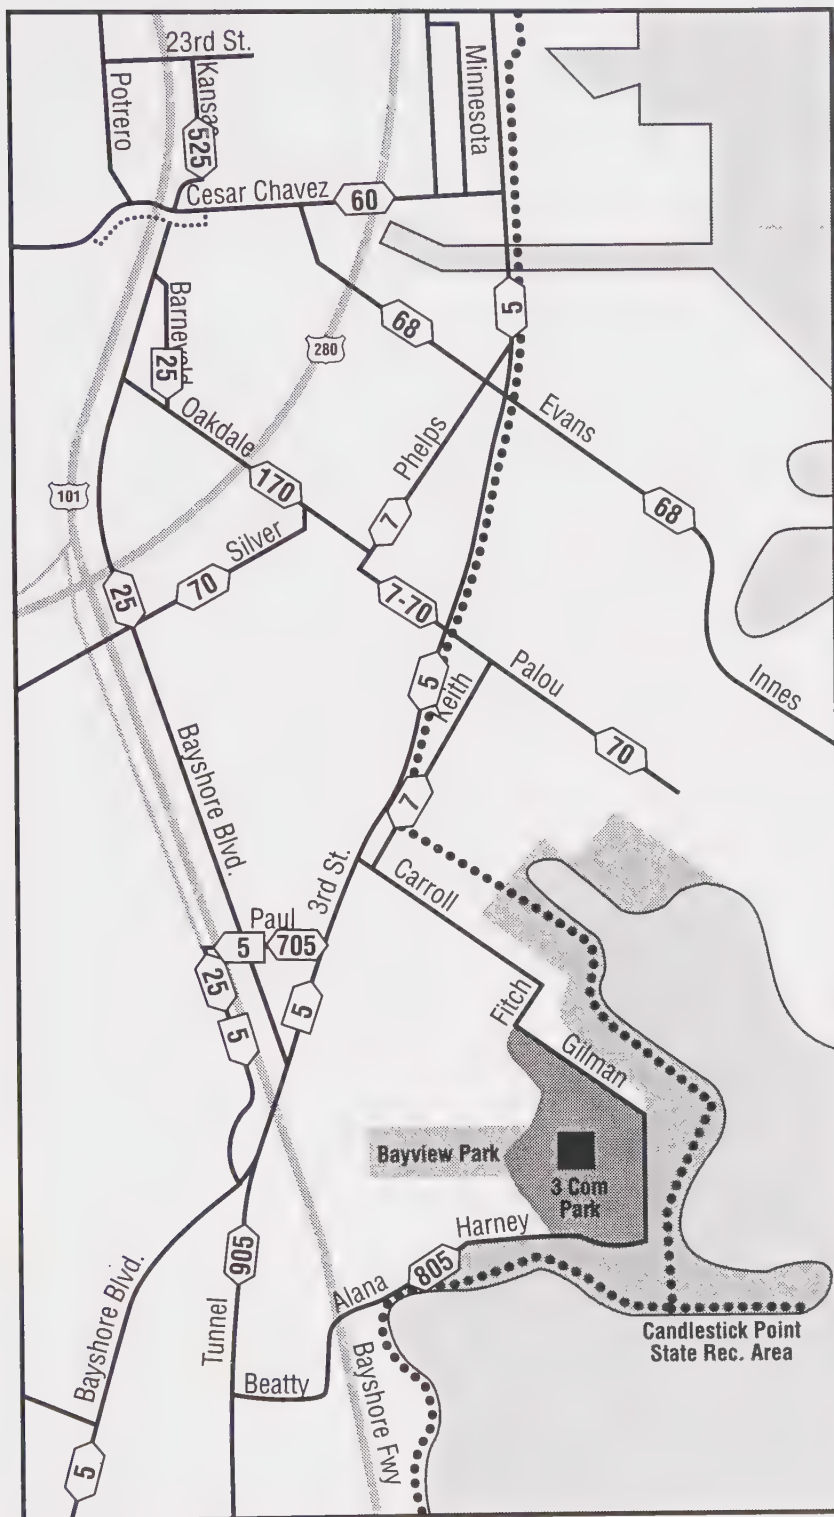 23rd St.
Potrero
Kansas
525
Minnesota
Cesar Chavez
60
5
Barneveld
25
68
280
Oakdale
Phelps
Evans
170
101
7
68
Silver
70
25
7-70
5
Keith
Palou
Innes
70
Bayshore Blvd.
7
3rd St.
Carroll
Paul
5
705
25
5
5
Fitch
Gilman
Bayview Park
3 Com
Park
Harney
805
905
Alana
Bayshore Blvd.
Tunnel
Beatty
Bayshore Fwy
Candlestick Point
State Rec. Area
5